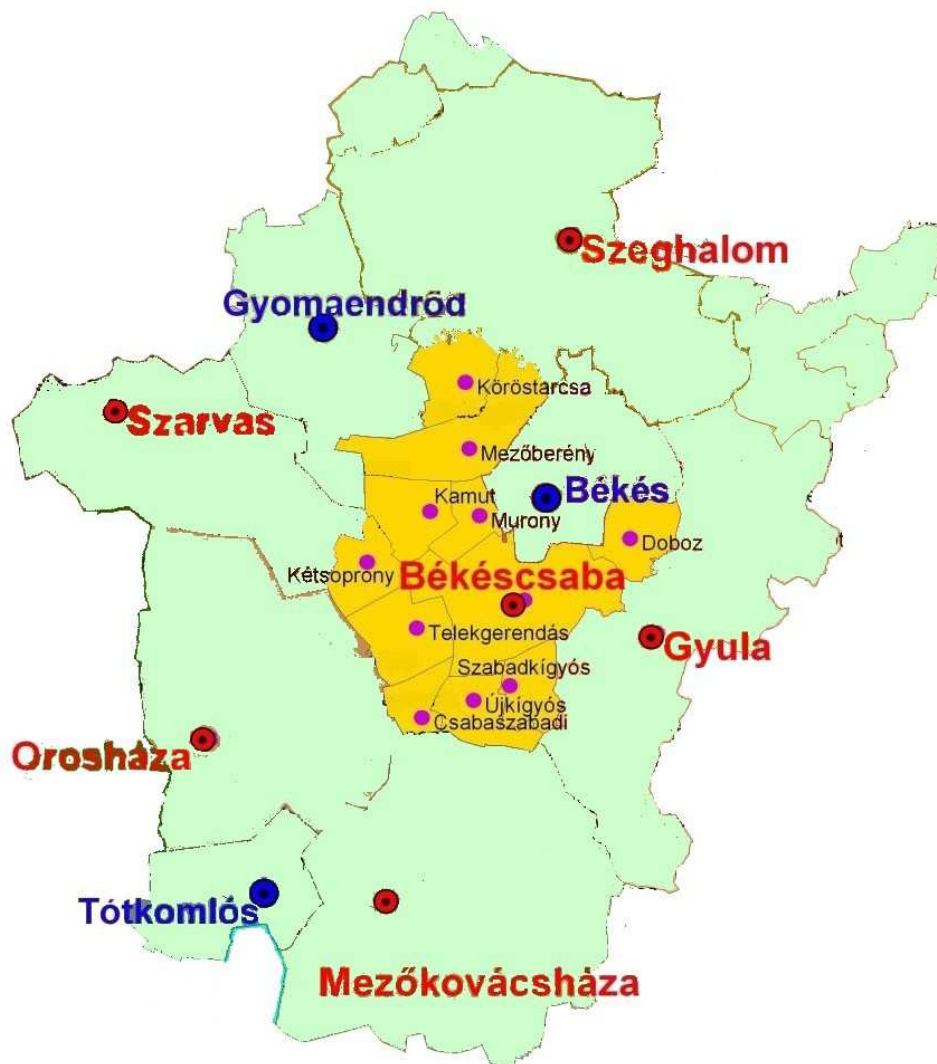 Szeghalom
Gyomaendrőd
Köröstarcsa
Szarvas
Mezőberény
Békés
Kamut
Murony
Doboz
Kétsoprony
Békéscsaba
Telekgerendás
Gyula
Szabadkígyós
Újkígyós
Csabaszabadi
Orosháza
Tótkomlós
Mezőkovácsháza